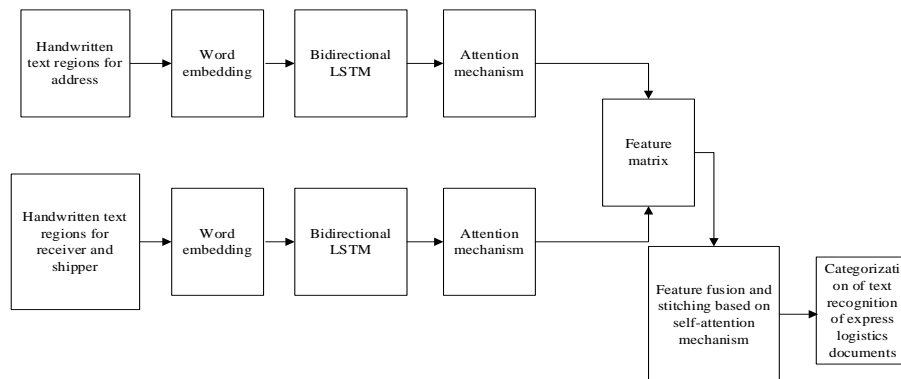 Handwritten
text regions for
address
Word
embedding
Bidirectional
LSTM
Attention
mechanism
Feature
matrix
Handwritten text
regions for
receiver and
shipper
Word
embedding
Bidirectional
LSTM
Attention
mechanism
Feature fusion and
stitching based on
self-attention
mechanism
Categorizati
on of text
recognition
of express
logistics
documents